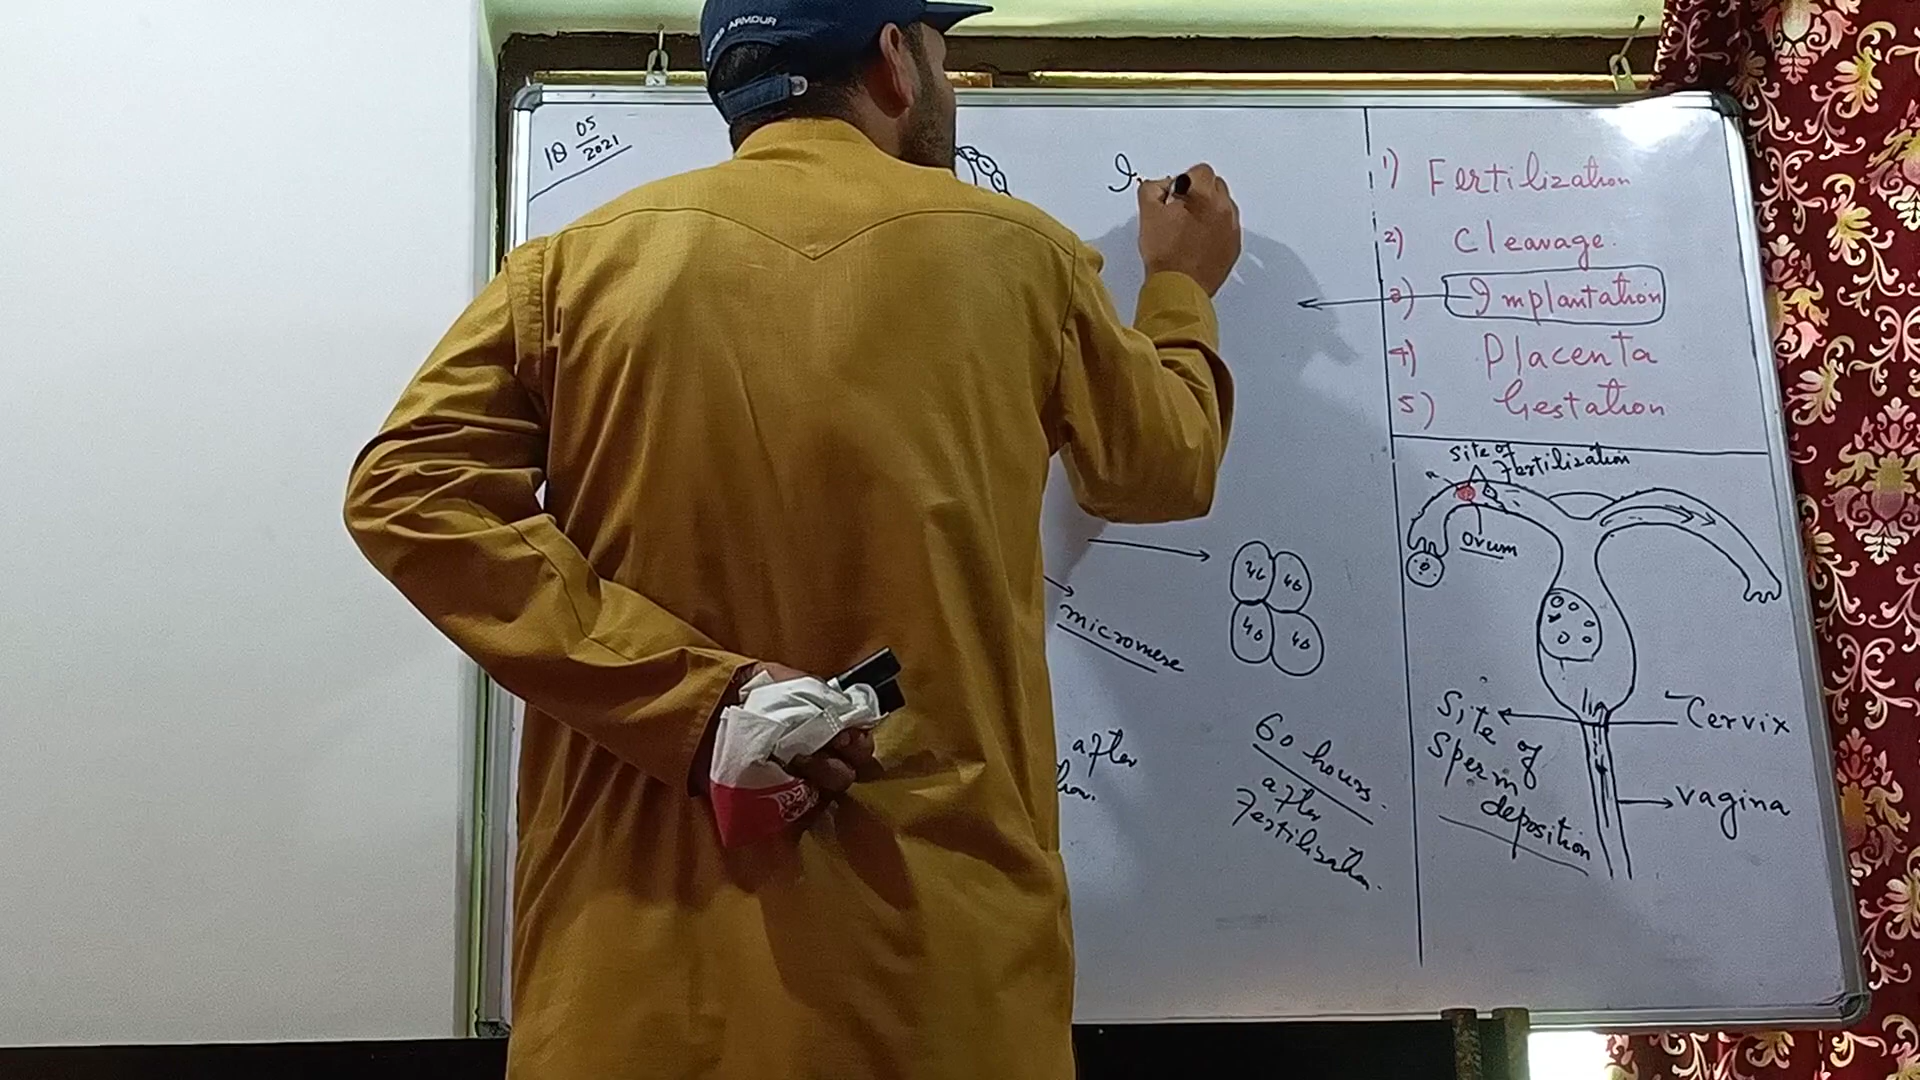 ARMOUR
18 05/2021
I
1) Fertilization
2) Cleavage.
3) Implantation
4) Placenta
5) Gestation
Site of
Fertilization
Ovum
46 46
46 46
micromere
after
60 hours.
after
Fertilization.
Site of
Sperm
deposition
Cervix
Vagina